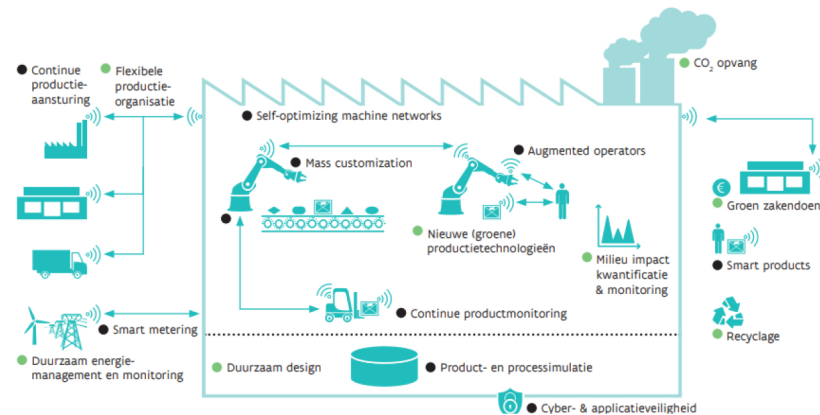 Continue
productie-
aansturing
Flexibele
productie-
organisatie
CO₂ opvang
Self-optimizing machine networks
Mass customization
Augmented operators
€
Groen zakendoen
Nieuwe (groene)
productietechnologieën
Milieu impact
kwantificatie
& monitoring
Smart products
Continue productmonitoring
Smart metering
Recyclage
Duurzaam energie-
management en monitoring
Duurzaam design
Product- en processimulatie
Cyber- & applicatieveiligheid